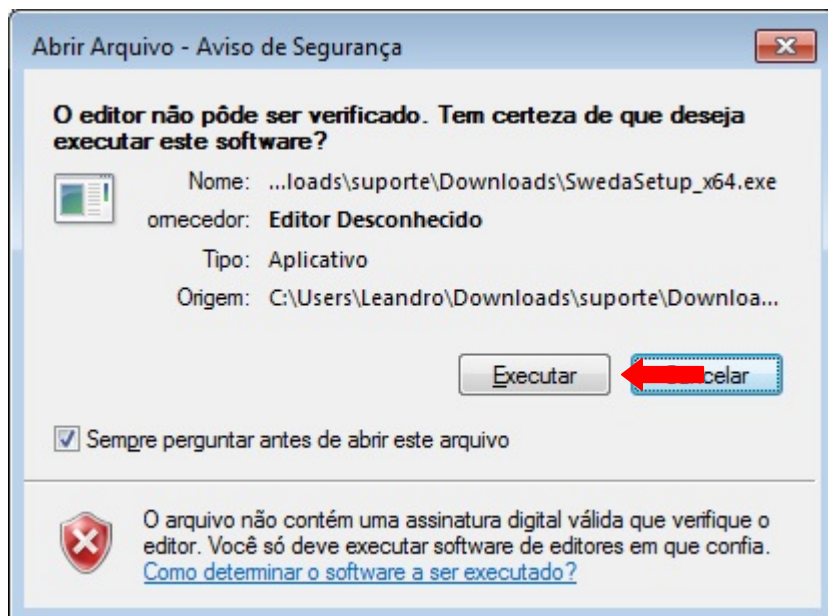 Abrir Arquivo - Aviso de Segurança
O editor não pôde ser verificado. Tem certeza de que deseja
executar este software?
Nome: ...loads\suporte\Downloads\SwedaSetup_x64.exe
ornecedor: Editor Desconhecido
Tipo: Aplicativo
Origem: C:\Users\Leandro\Downloads\suporte\Downloa...
Executar
celar
Sempre perguntar antes de abrir este arquivo
O arquivo não contém uma assinatura digital válida que verifique o
editor. Você só deve executar software de editores em que confia.
Como determinar o software a ser executado?